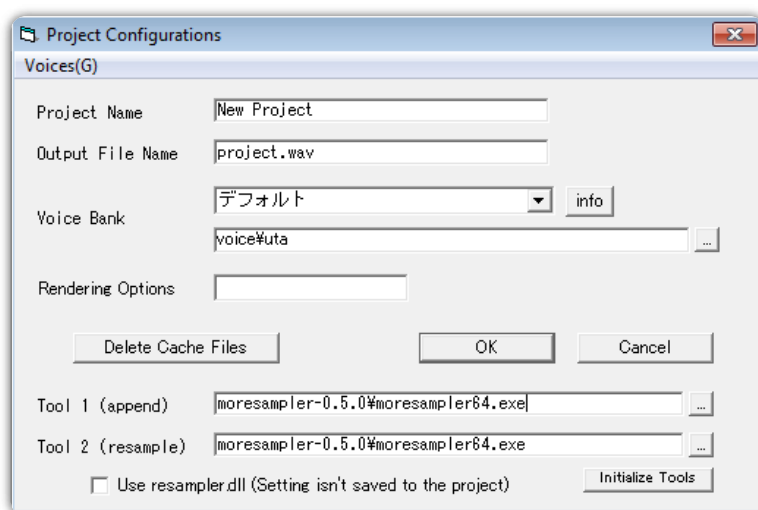 Project Configurations
Voices(G)
Project Name New Project
Output File Name project.wav
Voice Bank デフォルト info
voice¥uta ...
Rendering Options
Delete Cache Files OK Cancel
Tool 1 (append) moresampler-0.5.0¥moresampler64.exe ...
Tool 2 (resample) moresampler-0.5.0¥moresampler64.exe ...
Use resampler.dll (Setting isn't saved to the project) Initialize Tools